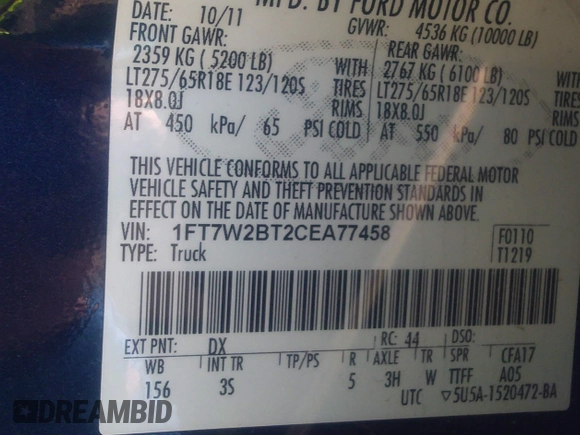 MFD. BY FORD MOTOR CO.
DATE: 10/11 GVWR: 4536 KG (10000 LB)
FRONT GAWR: REAR GAWR:
2359 KG ( 5200 LB) WITH 2767 KG ( 6100 LB) WITH
LT275/65R18E 123/120S TIRES LT275/65R18E 123/120S TIRES
18X8.0J RIMS 18X8.0J RIMS
AT 450 kPa/ 65 PSI COLD AT 550 kPa/ 80 PSI COLD
THIS VEHICLE CONFORMS TO ALL APPLICABLE FEDERAL MOTOR
VEHICLE SAFETY AND THEFT PREVENTION STANDARDS IN
EFFECT ON THE DATE OF MANUFACTURE SHOWN ABOVE.
VIN: 1FT7W2BT2CEA77458 F0110
TYPE: Truck T1219
EXT PNT: DX RC: 44 DSO:
WB INT TR TP/PS R AXLE TR SPR CFA17
156 3S 5 3H W TTFF A05
UTC ▽5U5A-1520472-BA
DREAMBID